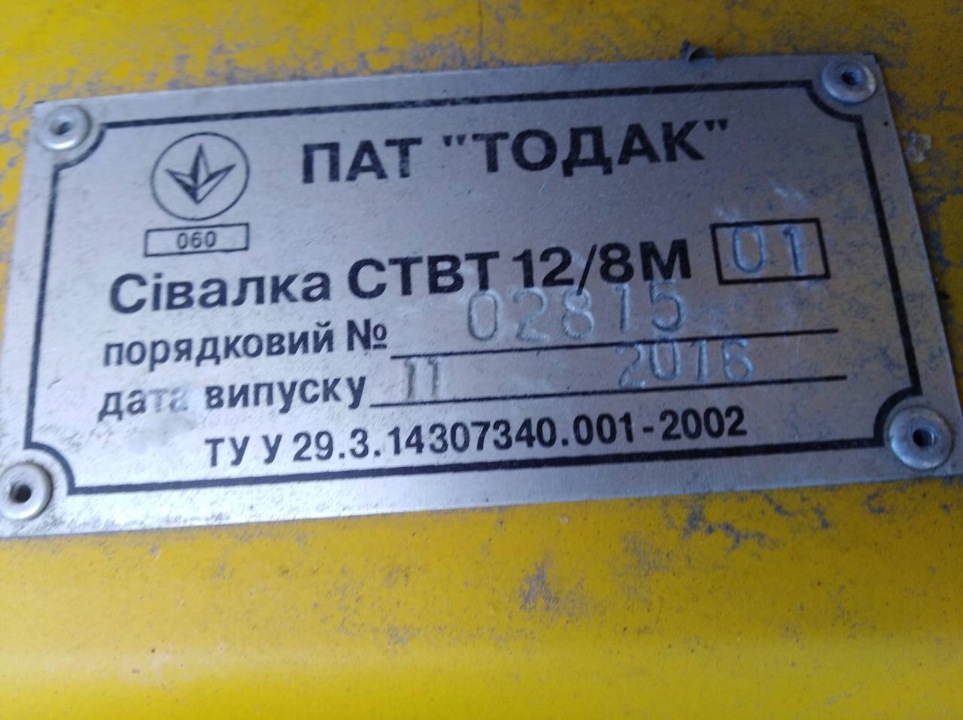 ПАТ "ТОДАК"
060
Сівалка СТВТ 12/8М 01
порядковий № 02815
дата випуску 11 2016
ТУ У 29.3.14307340.001-2002